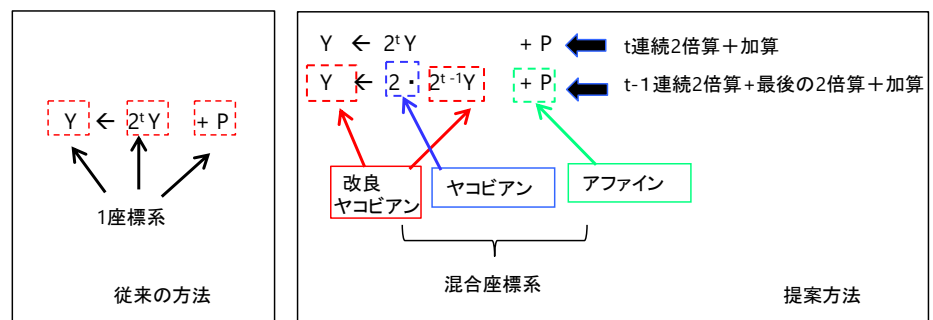 Y ← 2ᵗ Y + P
1座標系
従来の方法
Y ← 2ᵗ Y + P t連続2倍算+加算
Y ← 2・ 2ᵗ⁻¹Y + P t-1連続2倍算+最後の2倍算+加算
改良
ヤコビアン
ヤコビアン
アファイン
混合座標系
提案方法